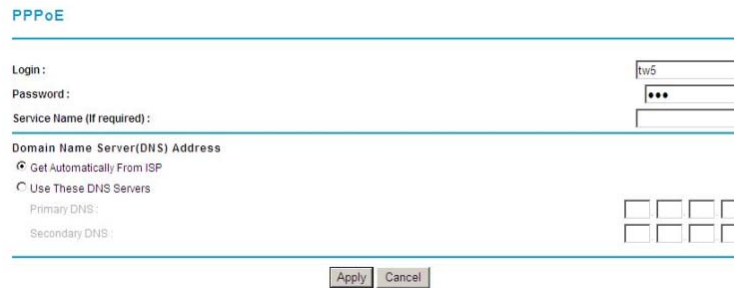 PPPoE
Login : tw5
Password : •••
Service Name (If required) :
Domain Name Server(DNS) Address
Get Automatically From ISP
Use These DNS Servers
Primary DNS :
Secondary DNS :
Apply Cancel